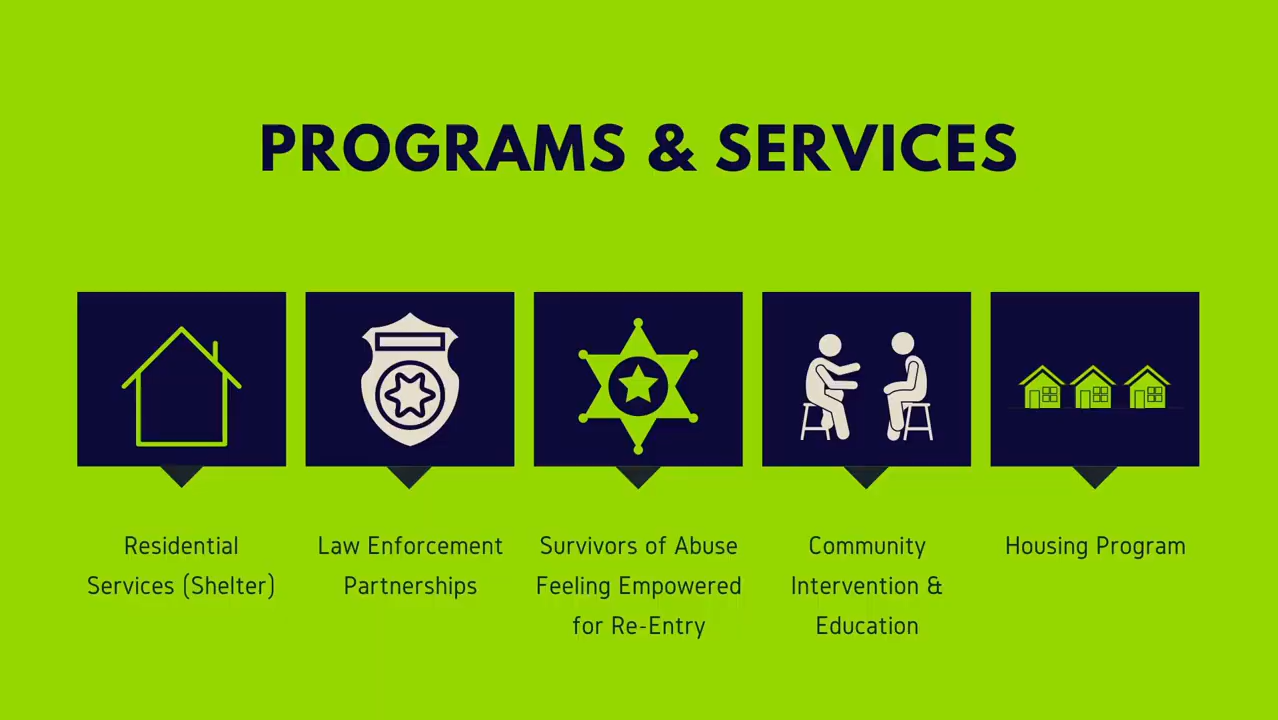 PROGRAMS & SERVICES
Residential
Services (Shelter)
Law Enforcement
Partnerships
Survivors of Abuse
Feeling Empowered
for Re-Entry
Community
Intervention &
Education
Housing Program